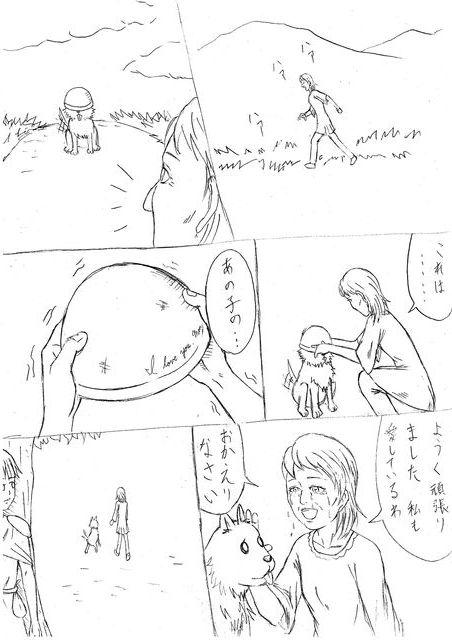 ハァ
ハァ
ハァ
これは
……
あの子の…
I love you mom
ようく頑張り
ました 私も
愛しているわ
おかえり
なさい